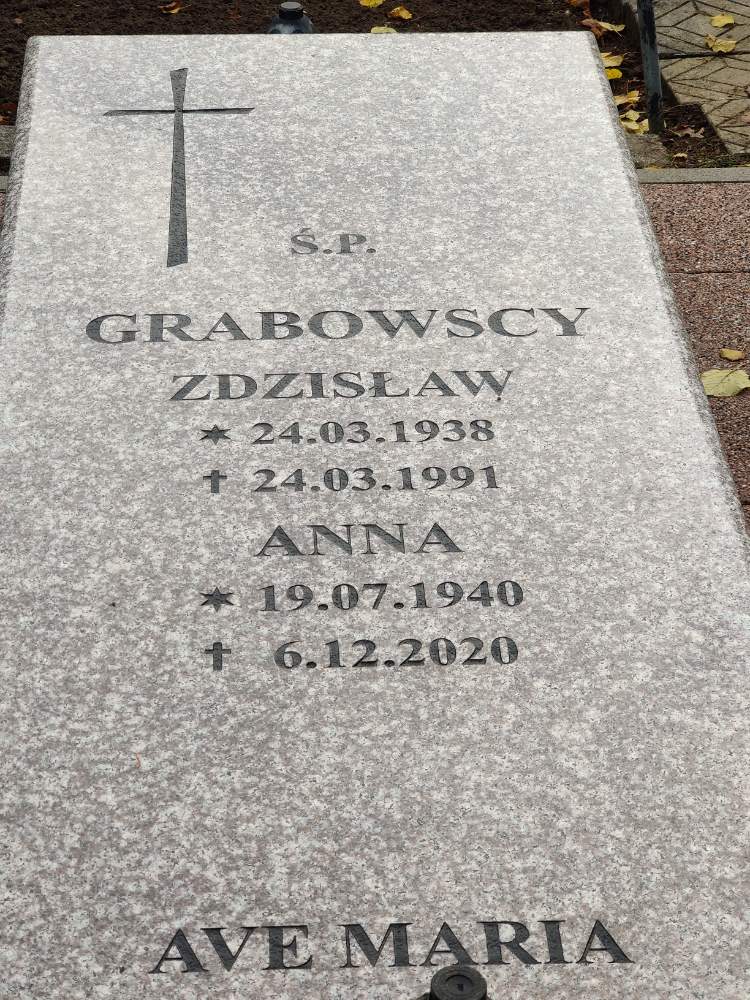 Ś.P.
GRABOWSCY
ZDZISŁAW
* 24.03.1938
✝ 24.03.1991
ANNA
* 19.07.1940
✝ 6.12.2020
AVE MARIA